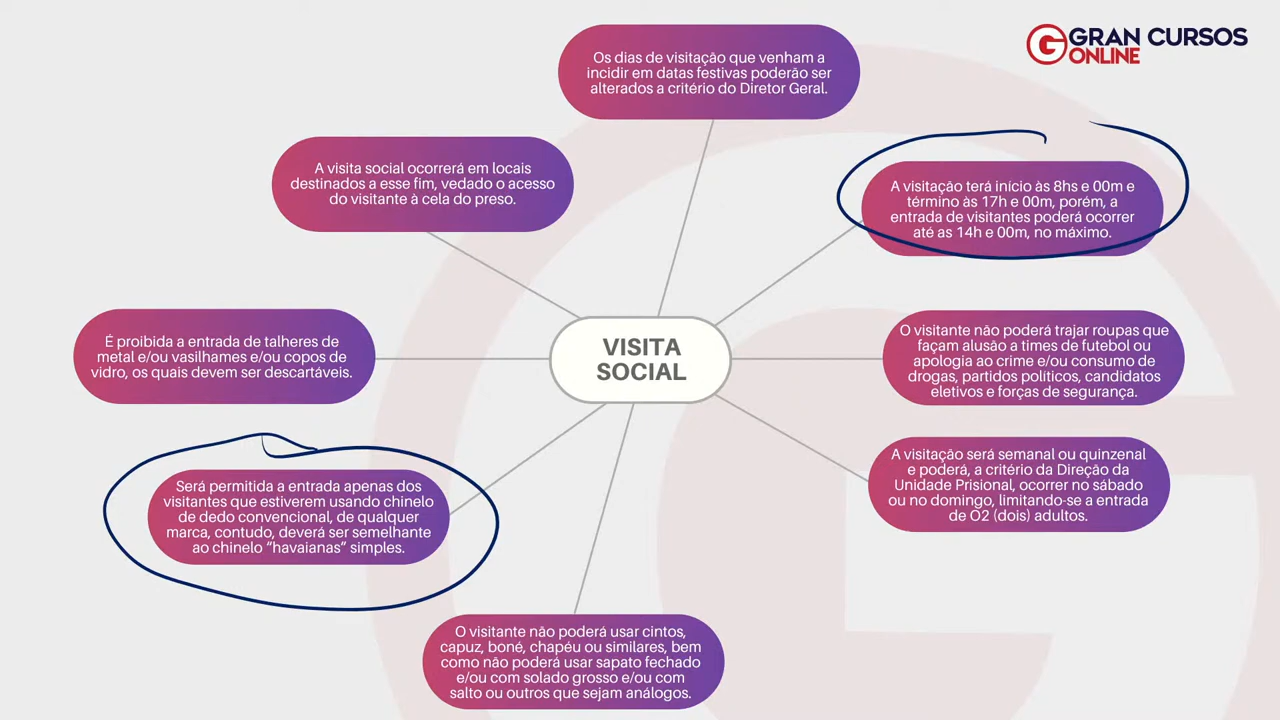 GRAN CURSOS
ONLINE
Os dias de visitação que venham a
incidir em datas festivas poderão ser
alterados a critério do Diretor Geral.
A visita social ocorrerá em locais
destinados a esse fim, vedado o acesso
do visitante à cela do preso.
A visitação terá início às 8hs e 00m e
término às 17h e 00m, porém, a
entrada de visitantes poderá ocorrer
até as 14h e 00m, no máximo.
É proibida a entrada de talheres de
metal e/ou vasilhames e/ou copos de
vidro, os quais devem ser descartáveis.
VISITA
SOCIAL
O visitante não poderá trajar roupas que
façam alusão a times de futebol ou
apologia ao crime e/ou consumo de
drogas, partidos políticos, candidatos
eletivos e forças de segurança.
Será permitida a entrada apenas dos
visitantes que estiverem usando chinelo
de dedo convencional, de qualquer
marca, contudo, deverá ser semelhante
ao chinelo “havaianas” simples.
A visitação será semanal ou quinzenal
e poderá, a critério da Direção da
Unidade Prisional, ocorrer no sábado
ou no domingo, limitando-se a entrada
de O2 (dois) adultos.
O visitante não poderá usar cintos,
capuz, boné, chapéu ou similares, bem
como não poderá usar sapato fechado
e/ou com solado grosso e/ou com
salto ou outros que sejam análogos.